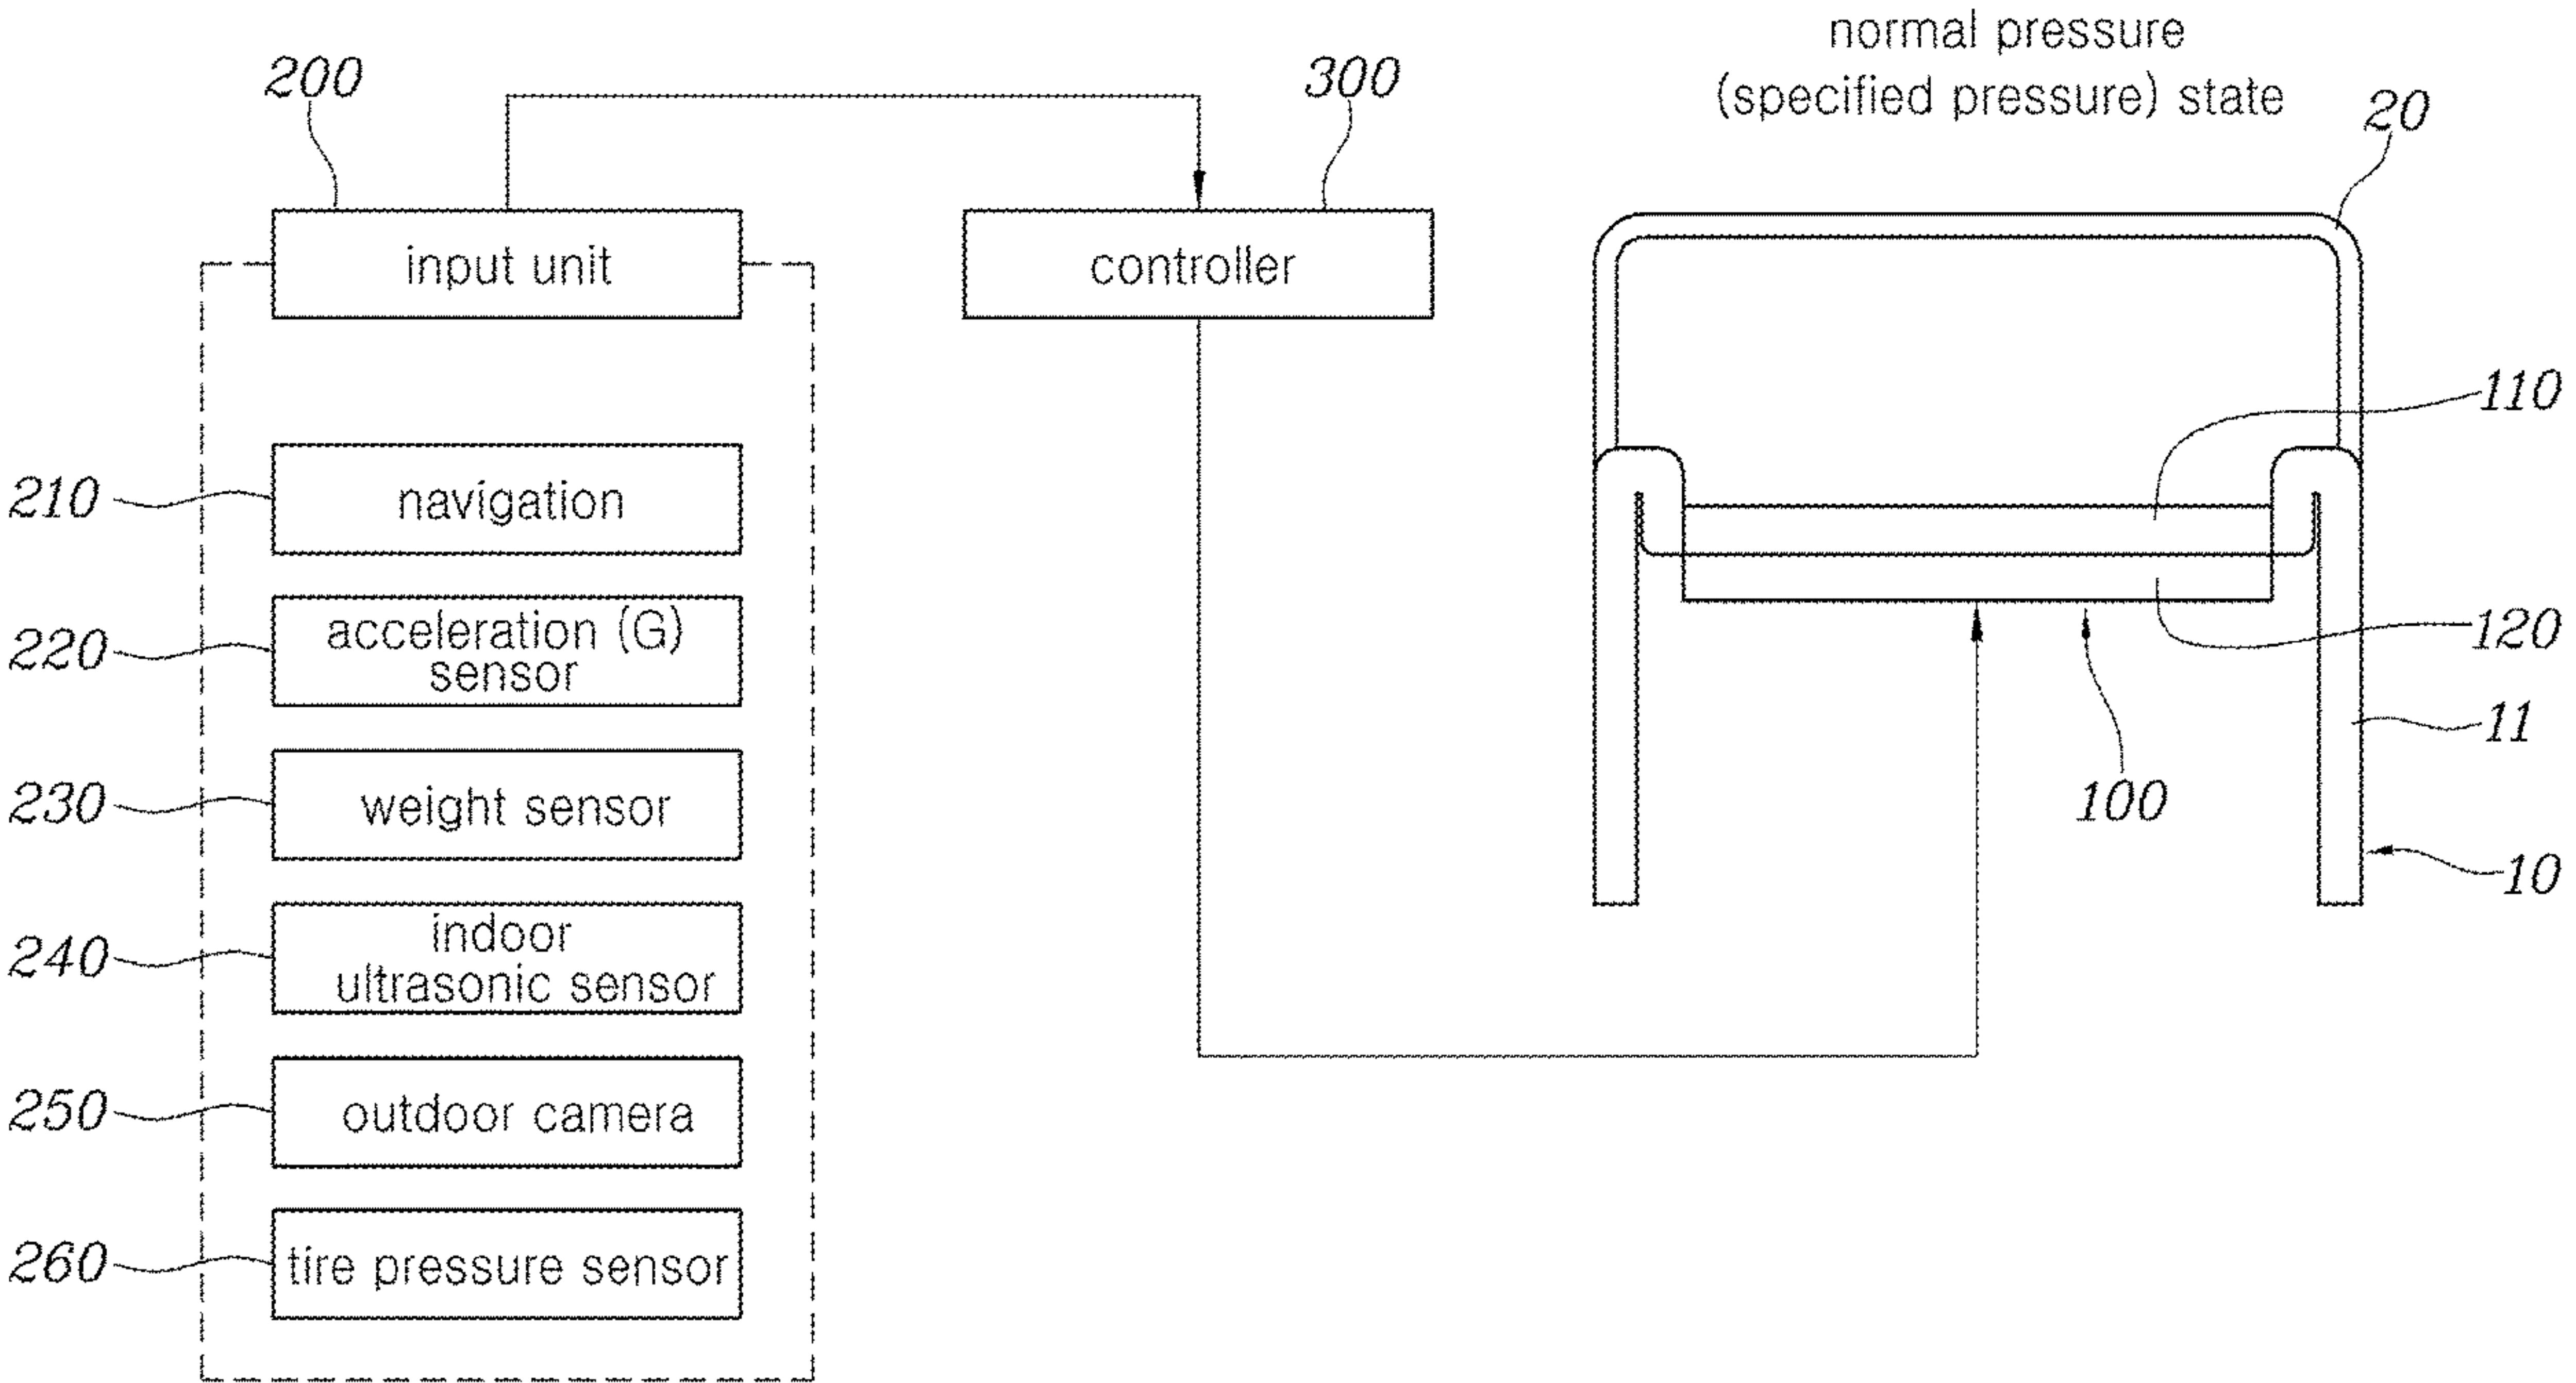 normal pressure
(specified pressure) state
200
300
20
input unit
controller
110
210
navigation
220
acceleration (G)
sensor
120
11
230
weight sensor
100
10
240
indoor
ultrasonic sensor
250
outdoor camera
260
tire pressure sensor